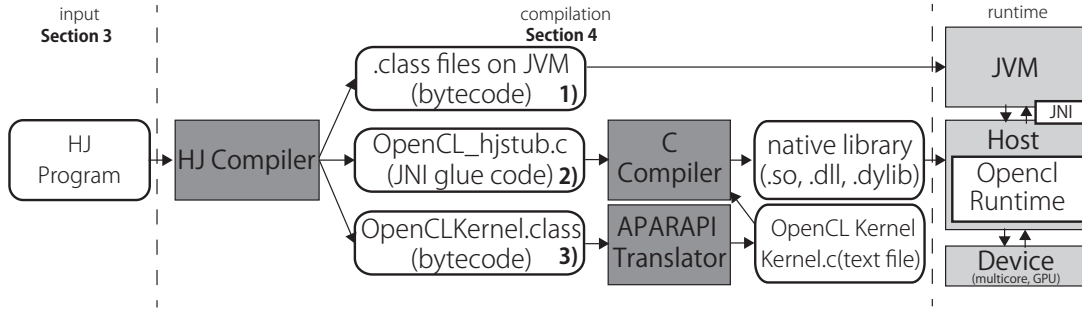 input
Section 3
compilation
Section 4
runtime
HJ
Program
HJ Compiler
.class files on JVM
(bytecode) 1)
OpenCL_hjstub.c
(JNI glue code) 2)
OpenCLKernel.class
(bytecode) 3)
C
Compiler
APARAPI
Translator
native library
(.so, .dll, .dylib)
OpenCL Kernel
Kernel.c(text file)
JVM
JNI
Host
Opencl
Runtime
Device
(multicore, GPU)